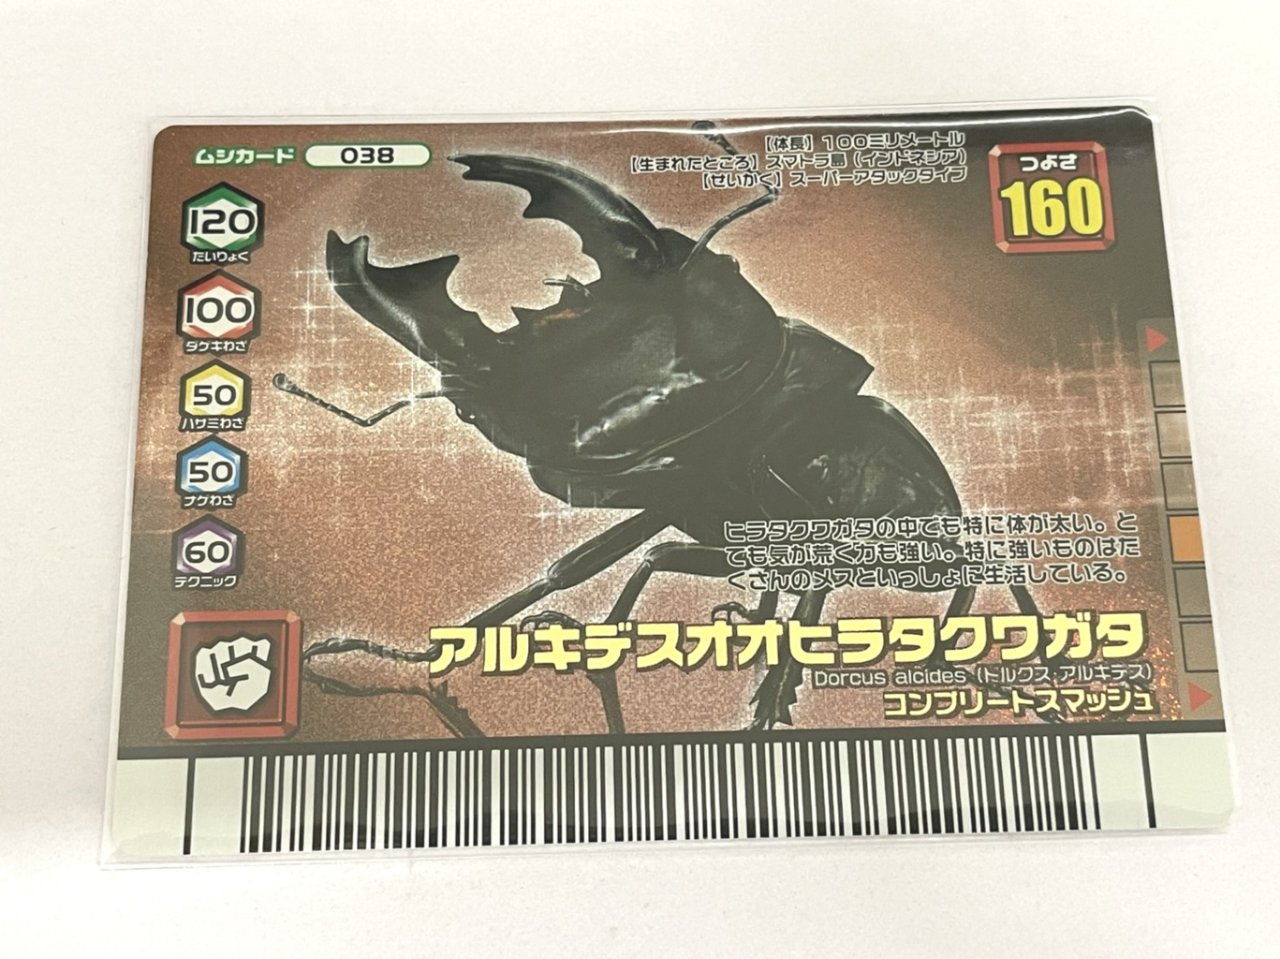 ムシカード 038
【体長】100ミリメートル
【生まれたところ】スマトラ島（インドネシア）
【せいかく】スーパーアタックタイプ
つよさ
160
120
たいりょく
100
ダゲキわざ
50
ハサミわざ
50
ナゲわざ
60
テクニック
ヒラタクワガタの中でも特に体が太い。と
ても気が荒く力も強い。特に強いものはた
くさんのメスといっしょに生活している。
アルキデスオオヒラタクワガタ
Dorcus alcides（ドルクス・アルキデス）
コンプリートスマッシュ